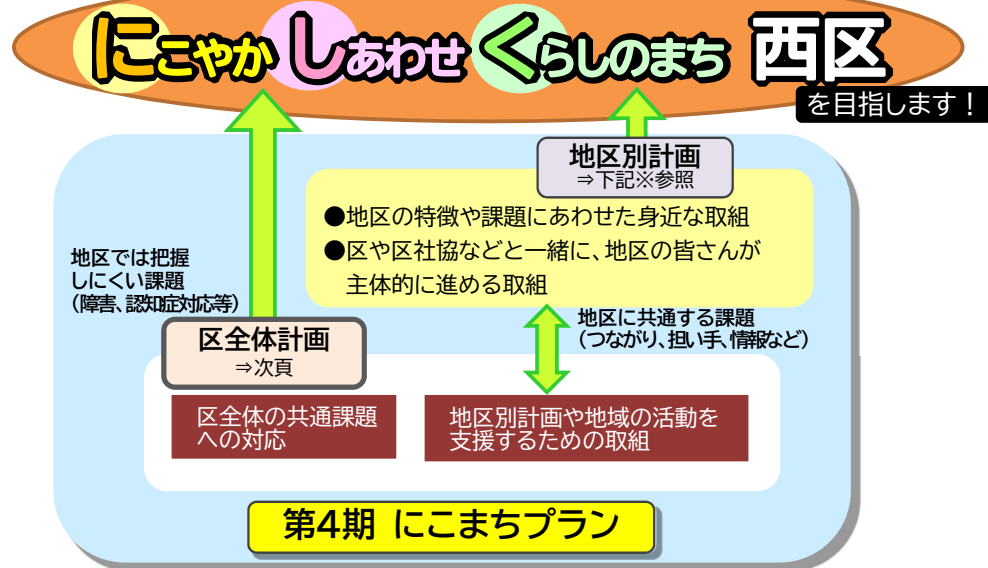 にこやか しあわせ くらしのまち 西区
を目指します！
地区別計画
⇒下記※参照
●地区の特徴や課題にあわせた身近な取組
●区や区社協などと一緒に、地区の皆さんが
主体的に進める取組
地区では把握
しにくい課題
（障害、認知症対応等）
地区に共通する課題
（つながり、担い手、情報など）
区全体計画
⇒次頁
区全体の共通課題
への対応
地区別計画や地域の活動を
支援するための取組
第4期 にこまちプラン